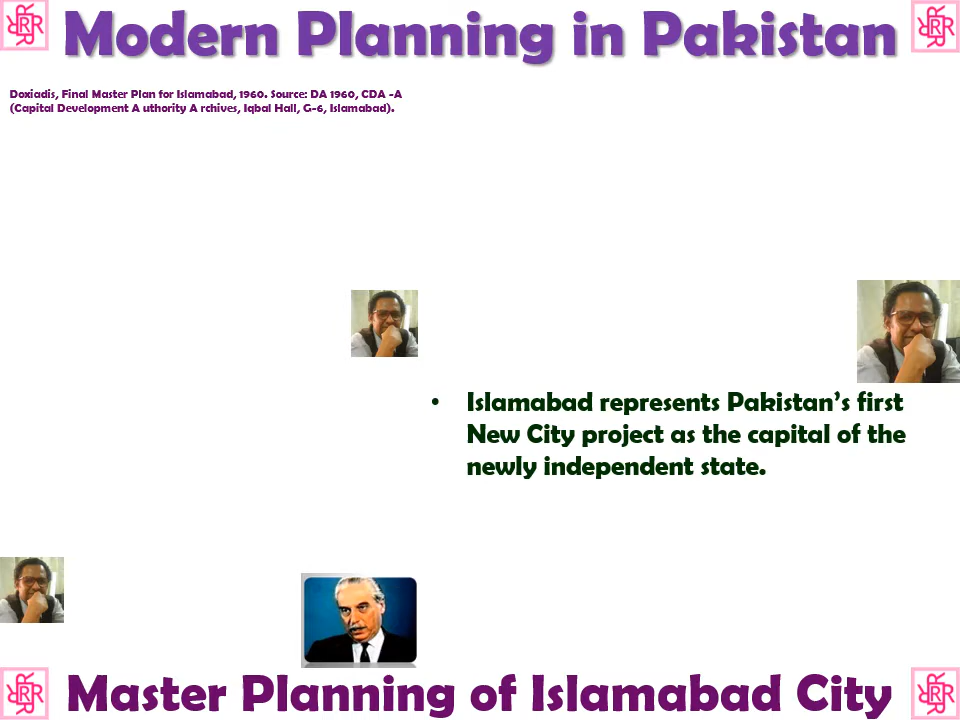 Modern Planning in Pakistan
Doxiadis, Final Master Plan for Islamabad, 1960. Source: DA 1960, CDA -A
(Capital Development A uthority A rchives, Iqbal Hall, G-6, Islamabad).
• Islamabad represents Pakistan’s first
New City project as the capital of the
newly independent state.
Master Planning of Islamabad City